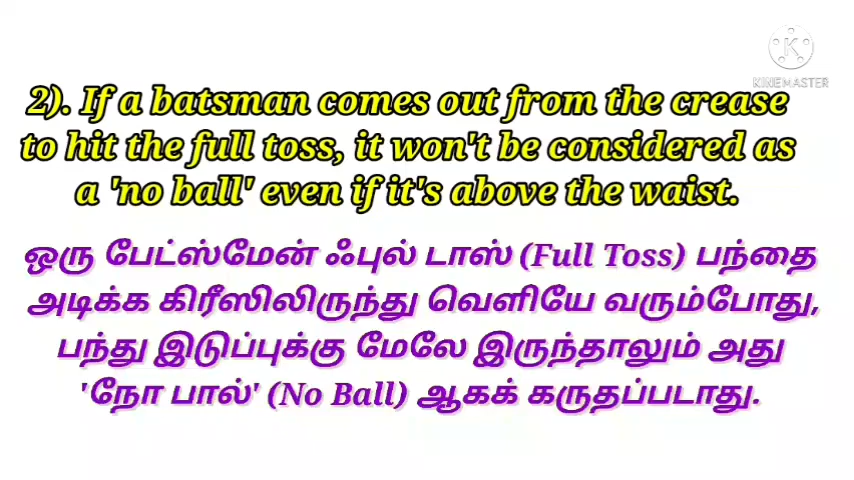 KINEMASTER
2). If a batsman comes out from the crease
to hit the full toss, it won't be considered as
a 'no ball' even if it's above the waist.
ஒரு பேட்ஸ்மேன் ஃபுல் டாஸ் (Full Toss) பந்தை
அடிக்க கிரீஸிலிருந்து வெளியே வரும்போது,
பந்து இடுப்புக்கு மேலே இருந்தாலும் அது
'நோ பால்' (No Ball) ஆகக் கருதப்படாது.